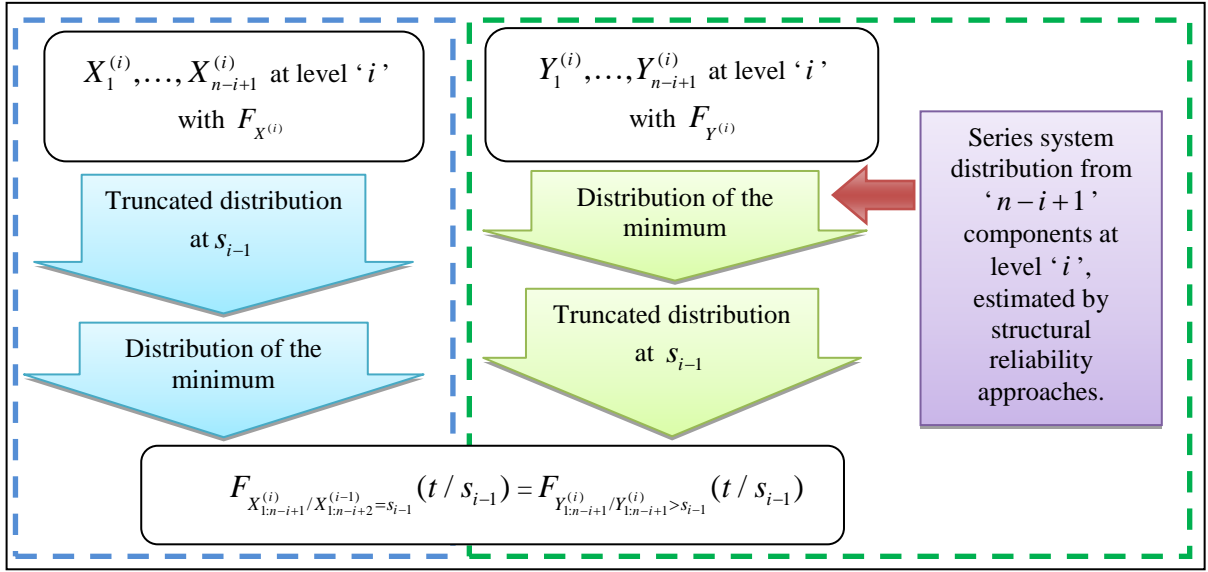 X_1^{(i)},…, X_{n-i+1}^{(i)} at level ‘ i ’
with F_{X^{(i)}}
Truncated distribution
at s_{i-1}
Distribution of the
minimum
Y_1^{(i)},…, Y_{n-i+1}^{(i)} at level ‘ i ’
with F_{Y^{(i)}}
Distribution of the
minimum
Truncated distribution
at s_{i-1}
Series system
distribution from
‘ n − i + 1 ’
components at
level ‘ i ’,
estimated by
structural
reliability
approaches.
F_{X_{1:n-i+1}^{(i)} / X_{1:n-i+2}^{(i-1)} = s_{i-1}} (t / s_{i-1}) = F_{Y_{1:n-i+1}^{(i)} / Y_{1:n-i+1}^{(i)} > s_{i-1}} (t / s_{i-1})